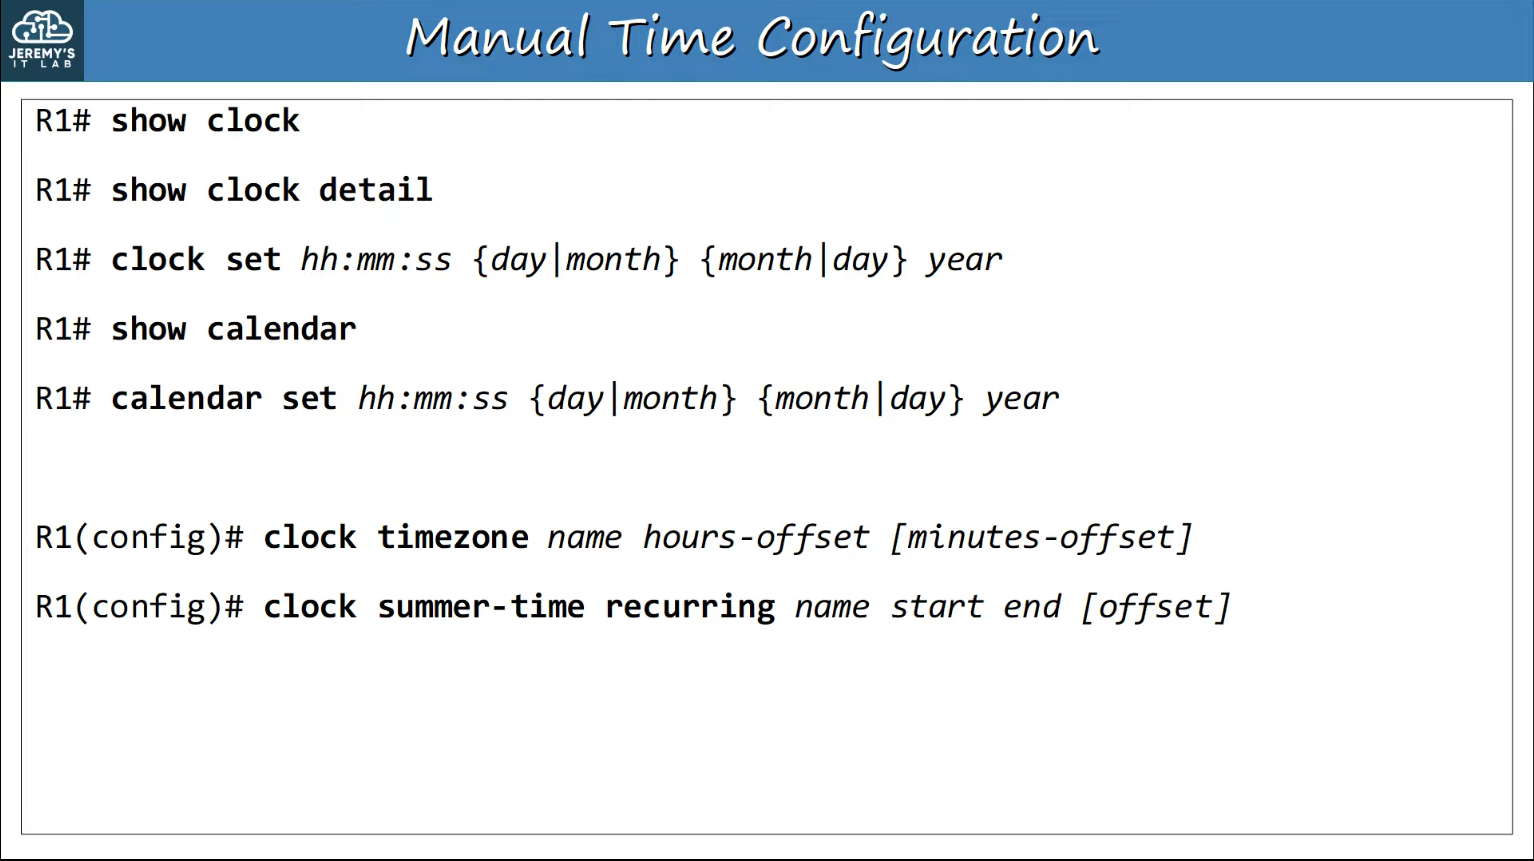 JEREMY'S
IT LAB
Manual Time Configuration
R1# show clock
R1# show clock detail
R1# clock set hh:mm:ss {day|month} {month|day} year
R1# show calendar
R1# calendar set hh:mm:ss {day|month} {month|day} year
R1(config)# clock timezone name hours-offset [minutes-offset]
R1(config)# clock summer-time recurring name start end [offset]